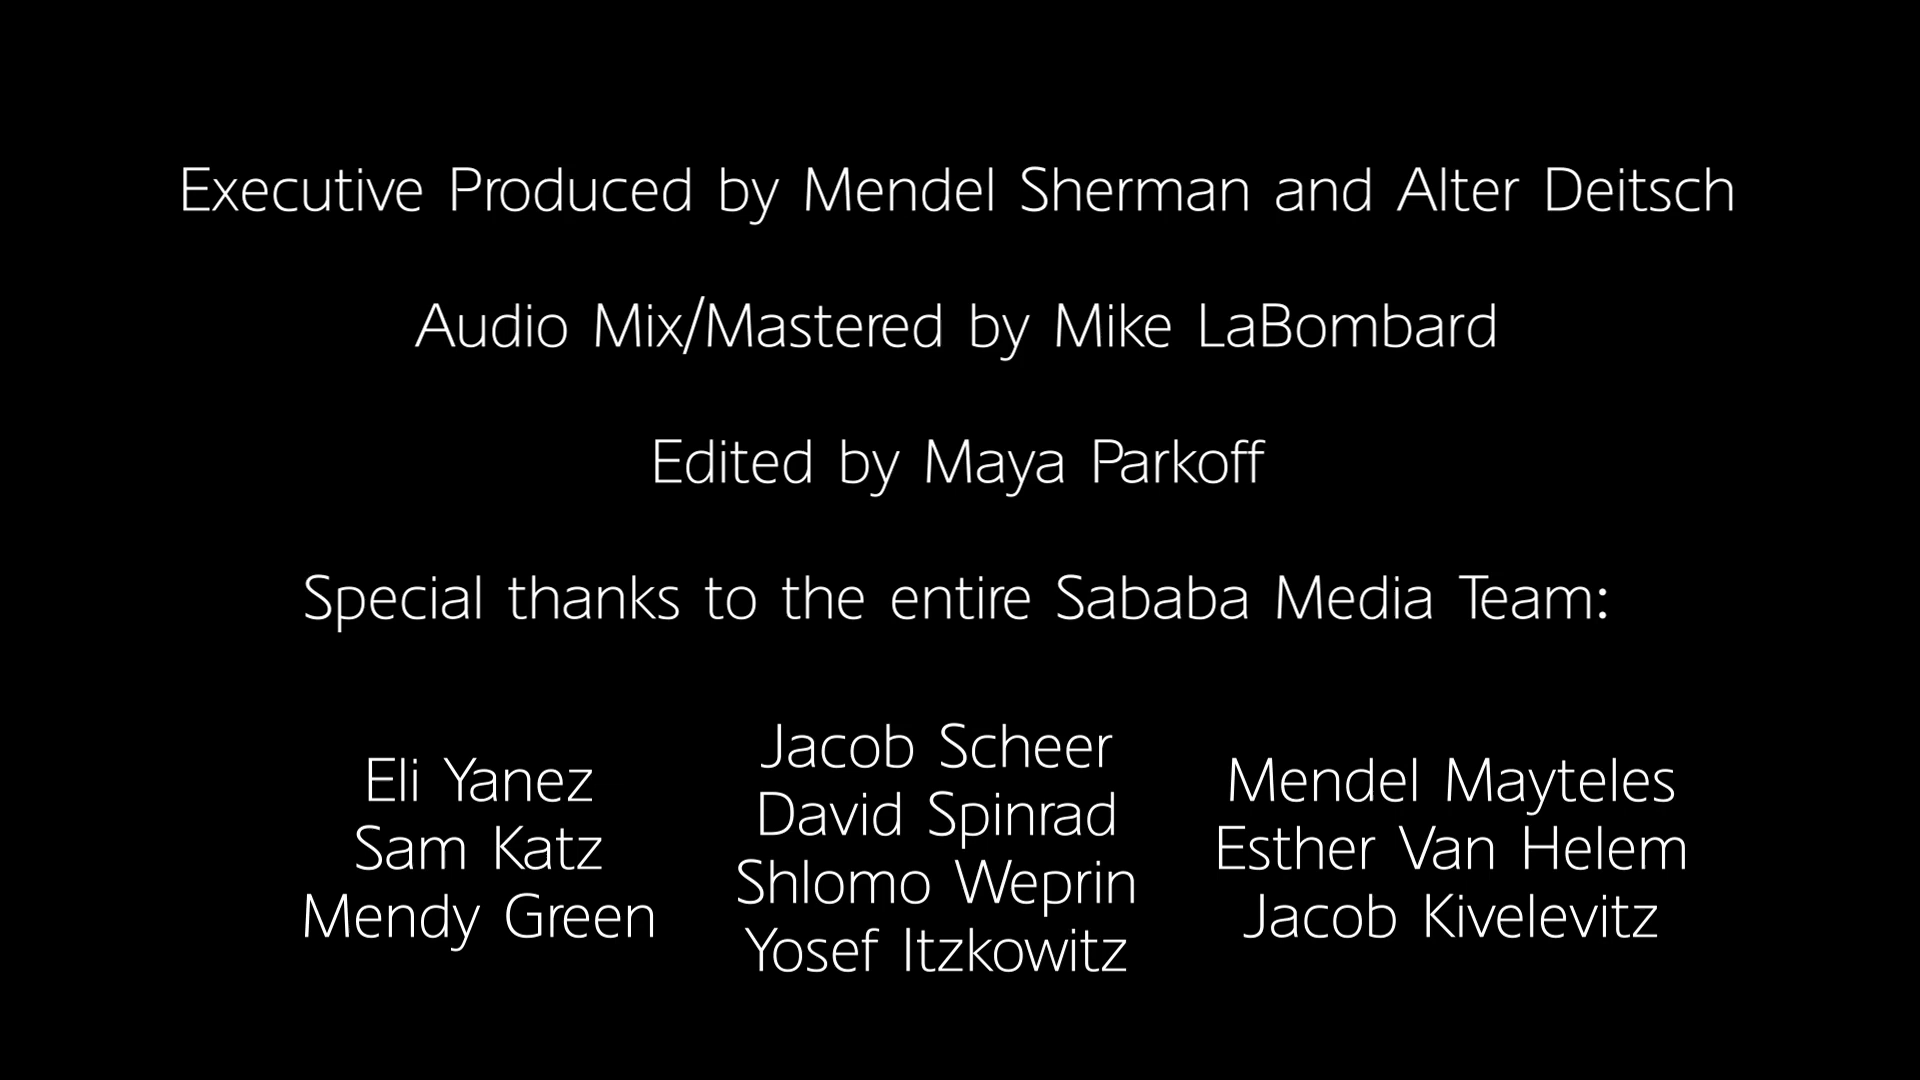 Executive Produced by Mendel Sherman and Alter Deitsch
Audio Mix/Mastered by Mike LaBombard
Edited by Maya Parkoff
Special thanks to the entire Sababa Media Team:
Eli Yanez
Sam Katz
Mendy Green
Jacob Scheer
David Spinrad
Shlomo Weprin
Yosef Itzkowitz
Mendel Mayteles
Esther Van Helem
Jacob Kivelevitz